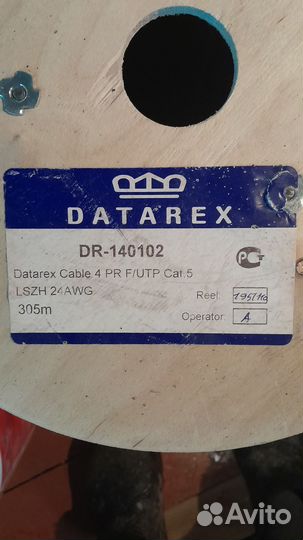 DATAREX
DR-140102
Datarex Cable 4 PR F/UTP Cat.5
LSZH 24AWG
305m
Reel:
Operator: A
Avito